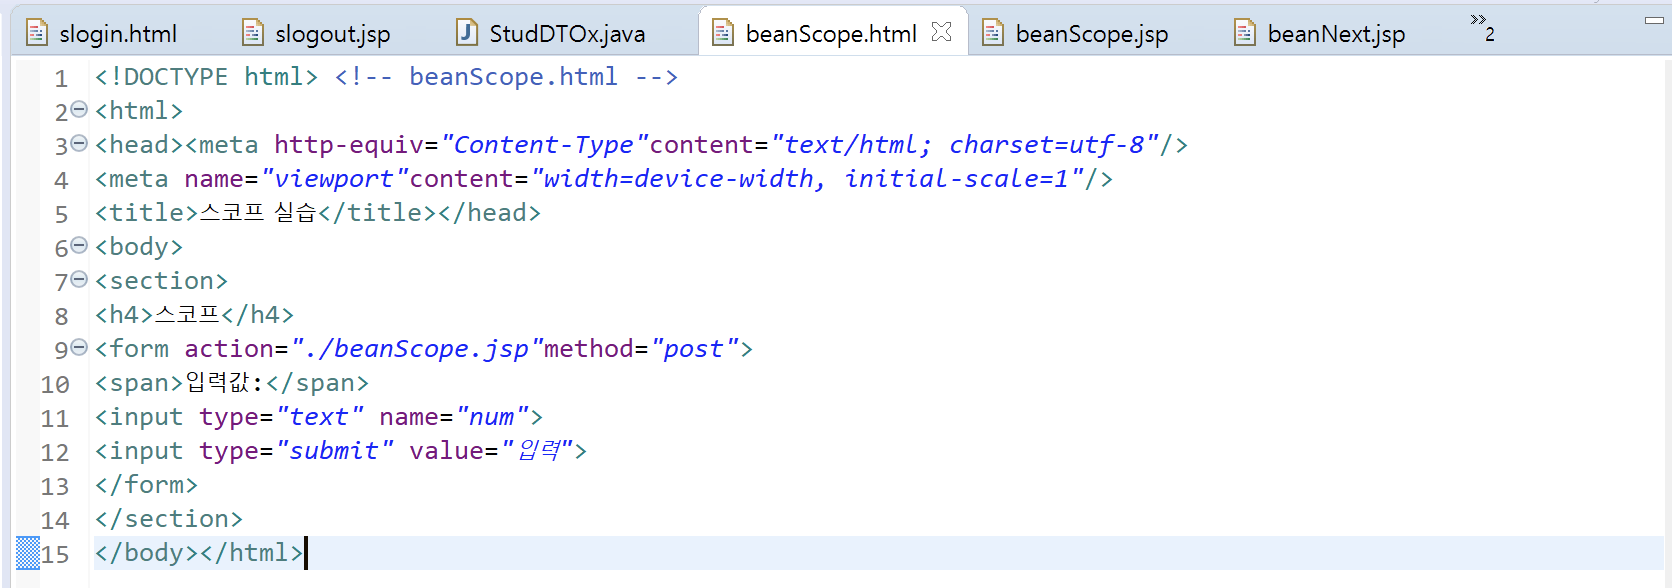 slogin.html slogout.jsp StudDTOx.java beanScope.html beanScope.jsp beanNext.jsp »2
1 <!DOCTYPE html> <!-- beanScope.html -->
2 <html>
3 <head><meta http-equiv="Content-Type"content="text/html; charset=utf-8"/>
4 <meta name="viewport"content="width=device-width, initial-scale=1"/>
5 <title>스코프 실습</title></head>
6 <body>
7 <section>
8 <h4>스코프</h4>
9 <form action="./beanScope.jsp"method="post">
10 <span>입력값:</span>
11 <input type="text" name="num">
12 <input type="submit" value="입력">
13 </form>
14 </section>
15 </body></html>